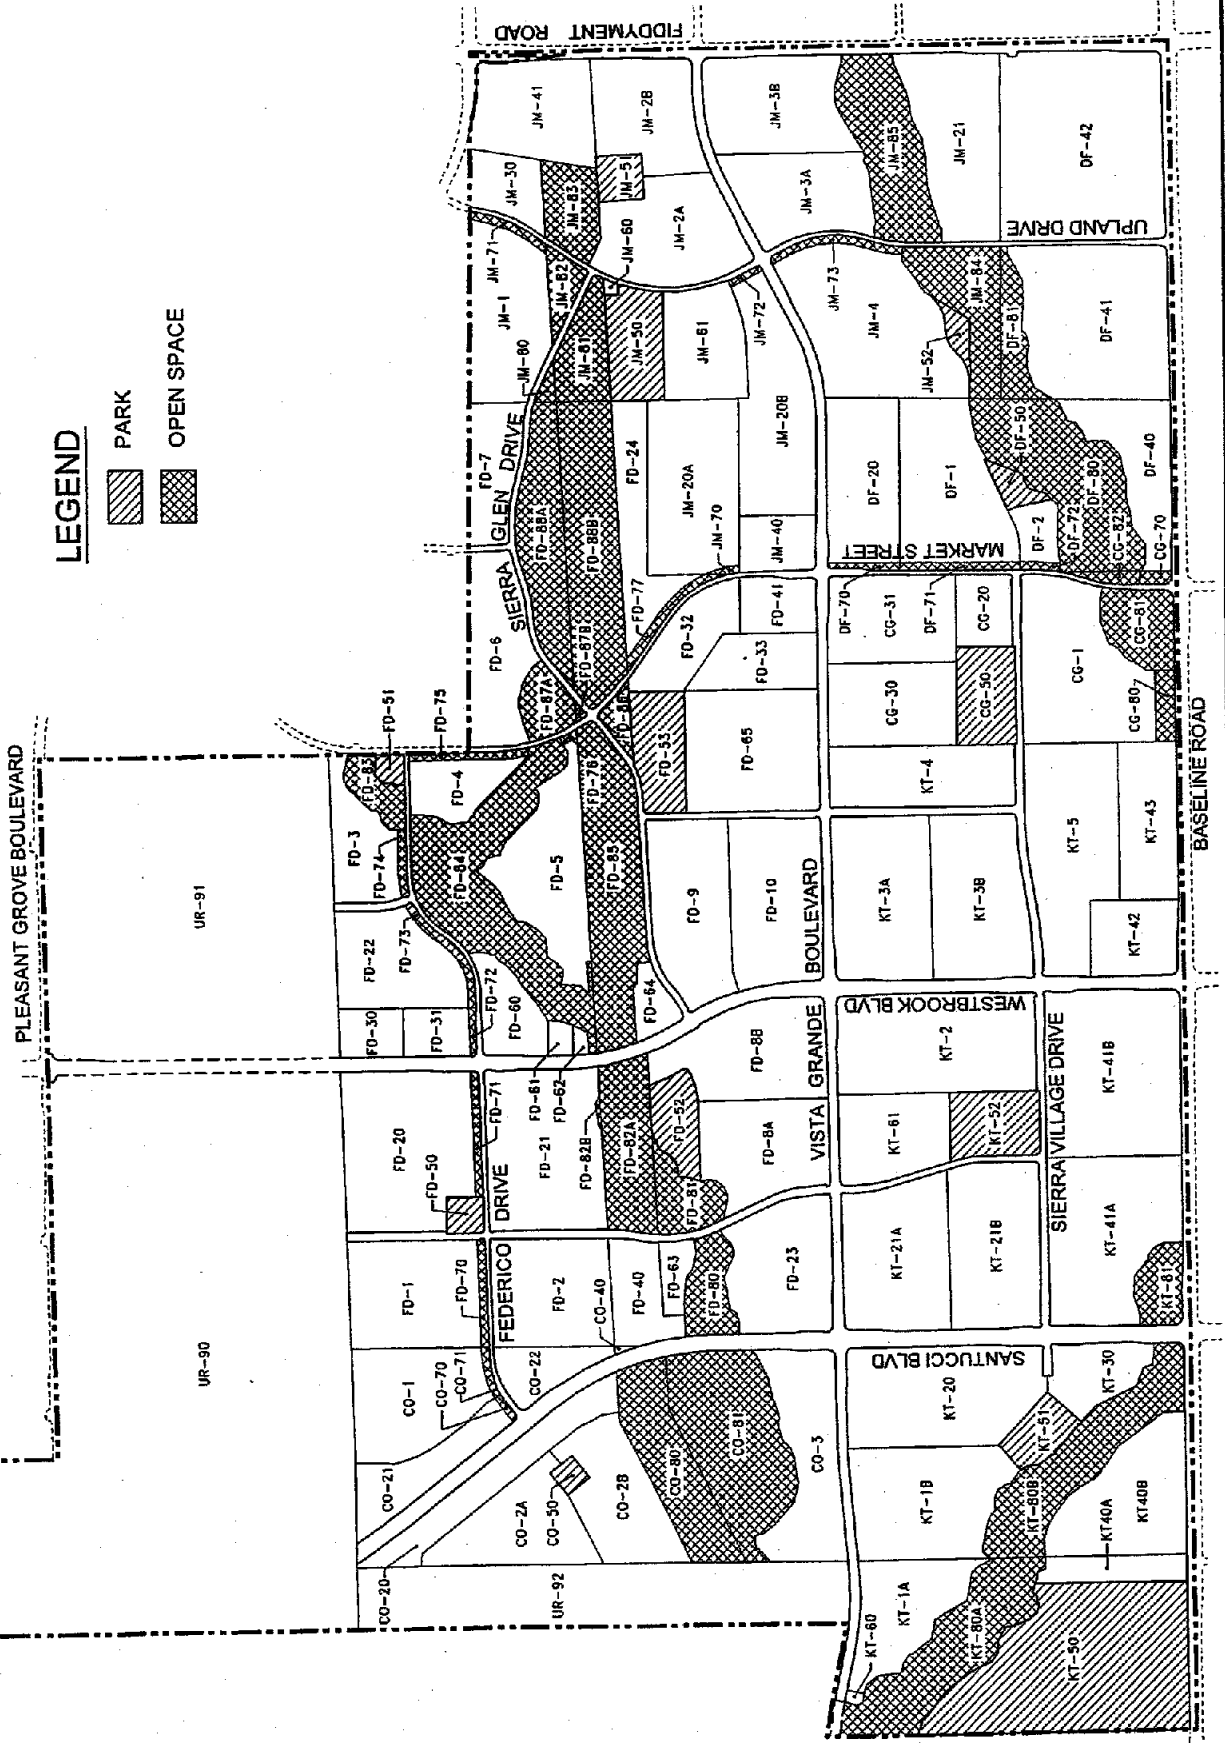 LEGEND
PARK
OPEN SPACE
PLEASANT GROVE BOULEVARD
FIDDYMENT ROAD
BASELINE ROAD
UPLAND DRIVE
MARKET STREET
SIERRA GLEN DRIVE
FEDERICO DRIVE
VISTA GRANDE BOULEVARD
WESTBROOK BLVD
SIERRA VILLAGE DRIVE
SANTUCCI BLVD
UR-90
UR-91
UR-92
CO-20
CO-21
CO-1
CO-70
CO-71
CO-22
CO-2A
CO-50
CO-2B
CO-40
CO-80
CO-81
CO-3
FD-1
FD-70
FD-2
FD-40
FD-63
FD-80
FD-23
FD-20
FD-50
FD-71
FD-21
FD-61
FD-62
FD-82B
FD-82A
FD-52
FD-81
FD-8A
FD-8B
FD-30
FD-31
FD-22
FD-73
FD-72
FD-60
FD-64
FD-3
FD-74
FD-83
FD-51
FD-75
FD-4
FD-84
FD-5
FD-76
FD-85
FD-9
FD-10
FD-6
FD-7
FD-87A
FD-87B
FD-88A
FD-88B
FD-53
FD-65
FD-77
FD-32
FD-33
FD-41
FD-24
JM-1
JM-80
JM-71
JM-30
JM-41
JM-83
JM-82
JM-81
JM-60
JM-50
JM-51
JM-2B
JM-2A
JM-61
JM-72
JM-20A
JM-20B
JM-70
JM-40
JM-3B
JM-3A
JM-73
JM-4
JM-52
JM-85
JM-84
JM-21
DF-42
DF-41
DF-81
DF-20
DF-1
DF-50
DF-2
DF-72
DF-80
DF-40
DF-70
DF-71
CG-82
CG-70
CG-31
CG-20
CG-30
CG-50
CG-1
CG-81
CG-80
KT-4
KT-5
KT-43
KT-42
KT-3A
KT-3B
KT-2
KT-41B
KT-61
KT-52
KT-21A
KT-21B
KT-41A
KT-81
KT-20
KT-30
KT-51
KT-1B
KT-80B
KT40A
KT40B
KT-1A
KT-60
KT-80A
KT-50